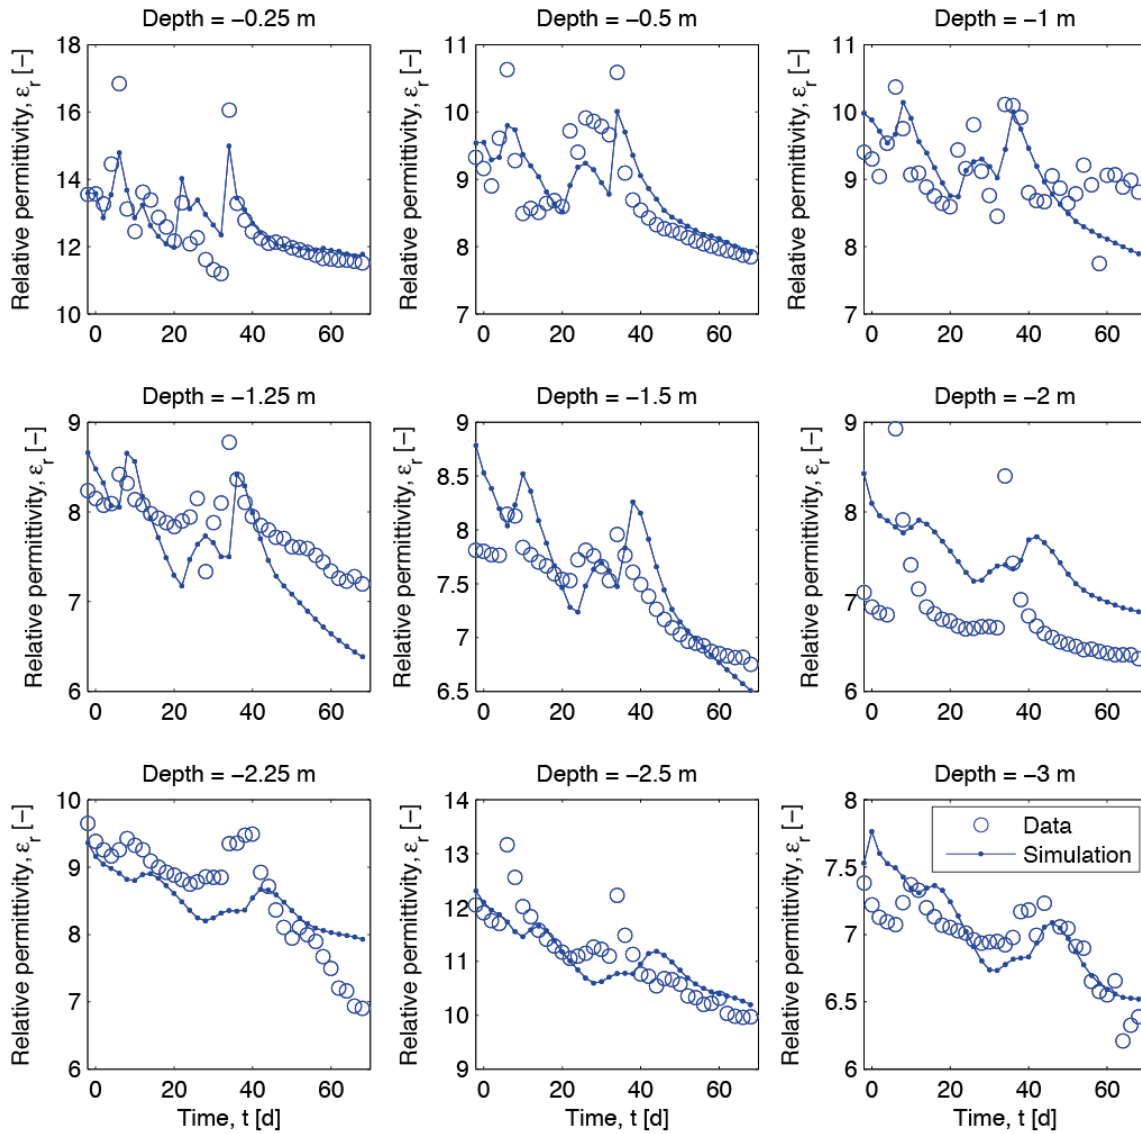 Depth = −0.25 m
Depth = −0.5 m
Depth = −1 m
Relative permittivity, εr [−]
18
16
14
12
10
0 20 40 60
Relative permittivity, εr [−]
11
10
9
8
7
0 20 40 60
Relative permittivity, εr [−]
11
10
9
8
7
0 20 40 60
Depth = −1.25 m
Depth = −1.5 m
Depth = −2 m
Relative permittivity, εr [−]
9
8
7
6
0 20 40 60
Relative permittivity, εr [−]
9
8.5
8
7.5
7
6.5
0 20 40 60
Relative permittivity, εr [−]
9
8
7
6
0 20 40 60
Depth = −2.25 m
Depth = −2.5 m
Depth = −3 m
Relative permittivity, εr [−]
10
9
8
7
6
0 20 40 60
Time, t [d]
Relative permittivity, εr [−]
14
13
12
11
10
9
0 20 40 60
Time, t [d]
Relative permittivity, εr [−]
8
7.5
7
6.5
6
0 20 40 60
Time, t [d]
Data
Simulation